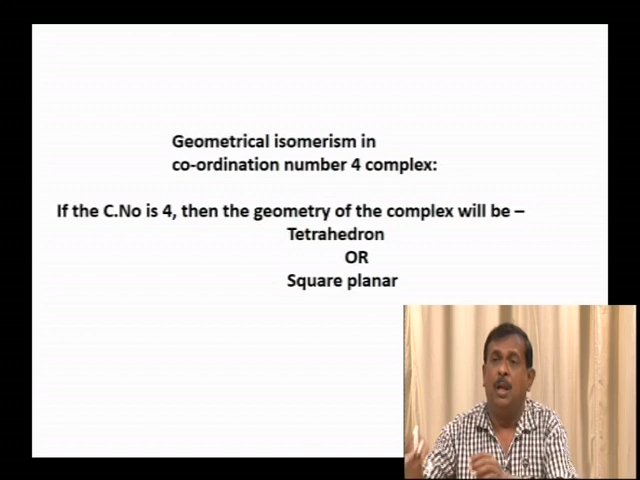 Geometrical isomerism in
co-ordination number 4 complex:
If the C.No is 4, then the geometry of the complex will be –
Tetrahedron
OR
Square planar